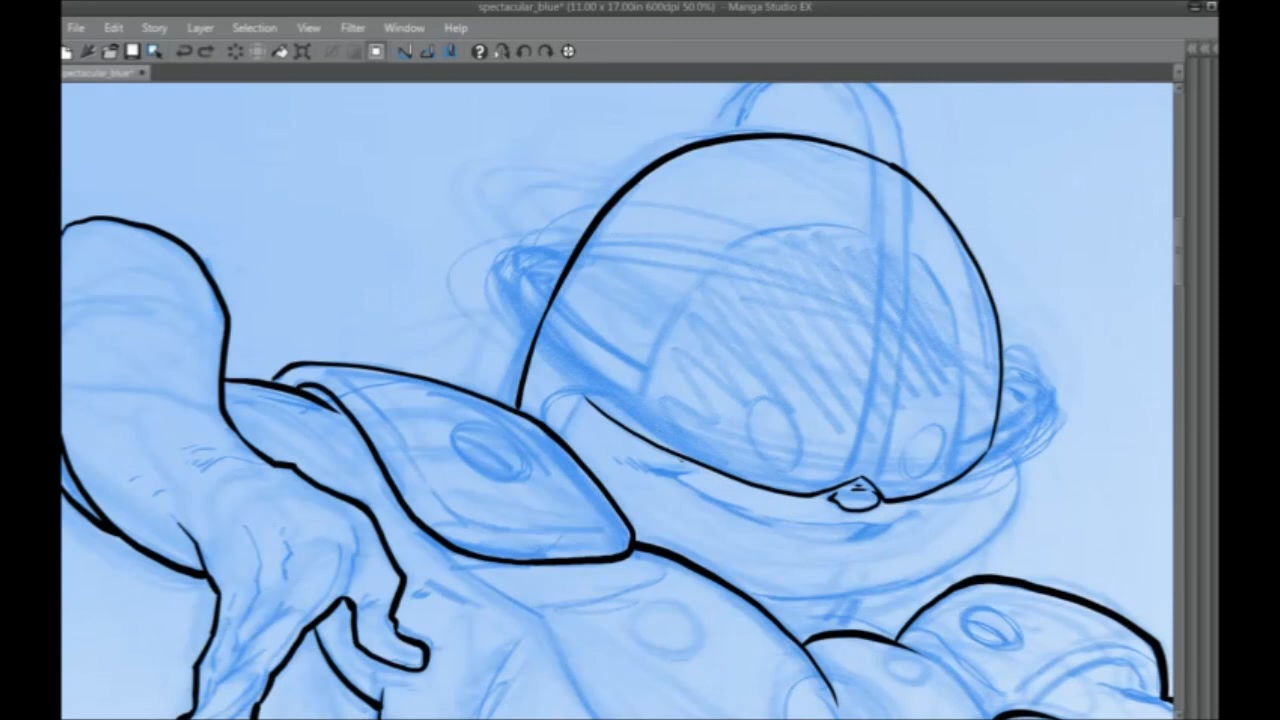 spectacular_blue* (11.00 x 17.00in 600dpi 50.0%) - Manga Studio EX
File Edit Story Layer Selection View Filter Window Help
spectacular_blue*